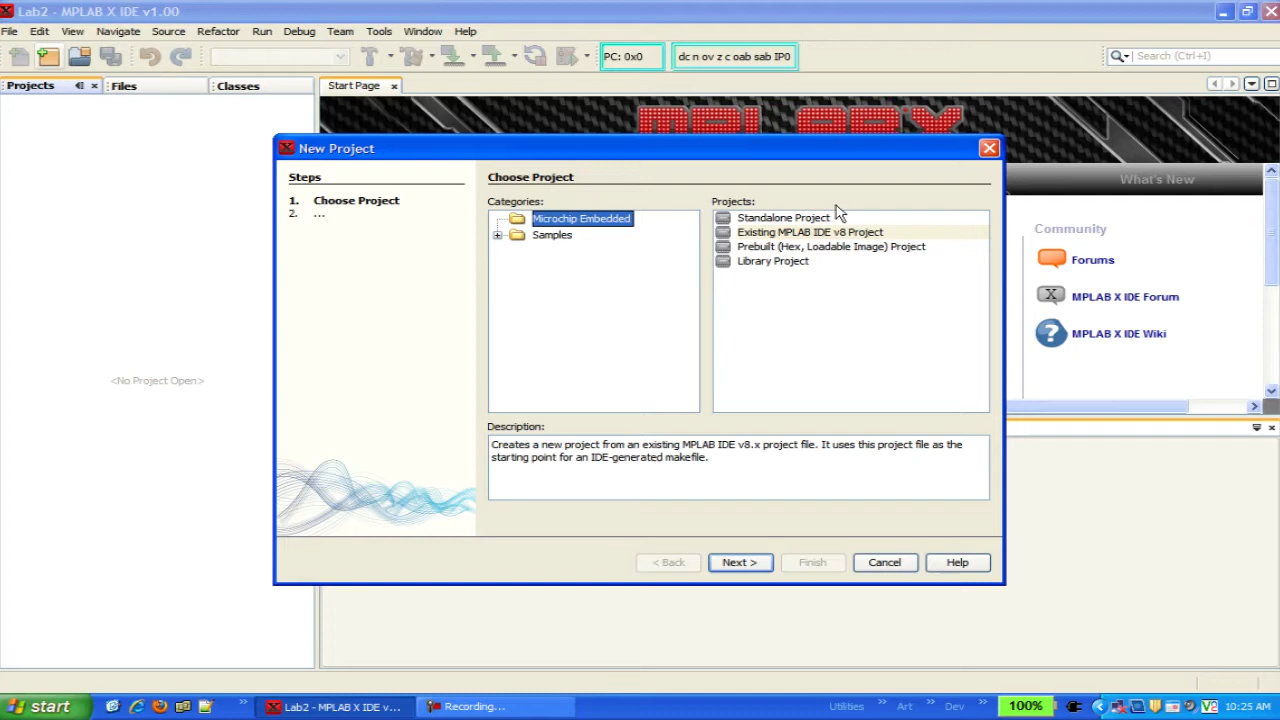 Lab2 - MPLAB X IDE v1.00
File Edit View Navigate Source Refactor Run Debug Team Tools Window Help
PC: 0x0
dc n ov z c oab sab IP0
Search (Ctrl+I)
Projects
Files
Classes
Start Page
MPLAB X
What's New
New Project
Steps
1. Choose Project
2. ...
Choose Project
Categories:
Microchip Embedded
Samples
Projects:
Standalone Project
Existing MPLAB IDE v8 Project
Prebuilt (Hex, Loadable Image) Project
Library Project
Community
Forums
X MPLAB X IDE Forum
? MPLAB X IDE Wiki
<No Project Open>
Description:
Creates a new project from an existing MPLAB IDE v8.x project file. It uses this project file as the
starting point for an IDE-generated makefile.
< Back
Next >
Finish
Cancel
Help
start
Lab2 - MPLAB X IDE v...
Recording...
Utilities
Art
Dev
100%
V2
10:25 AM